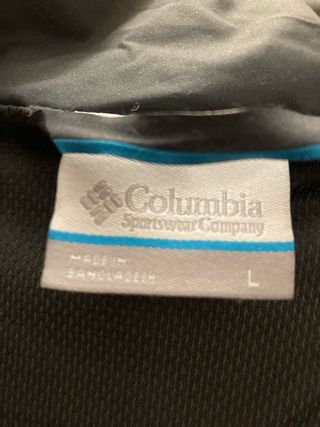 Columbia
Sportswear Company
MADE IN
BANGLADESH
L